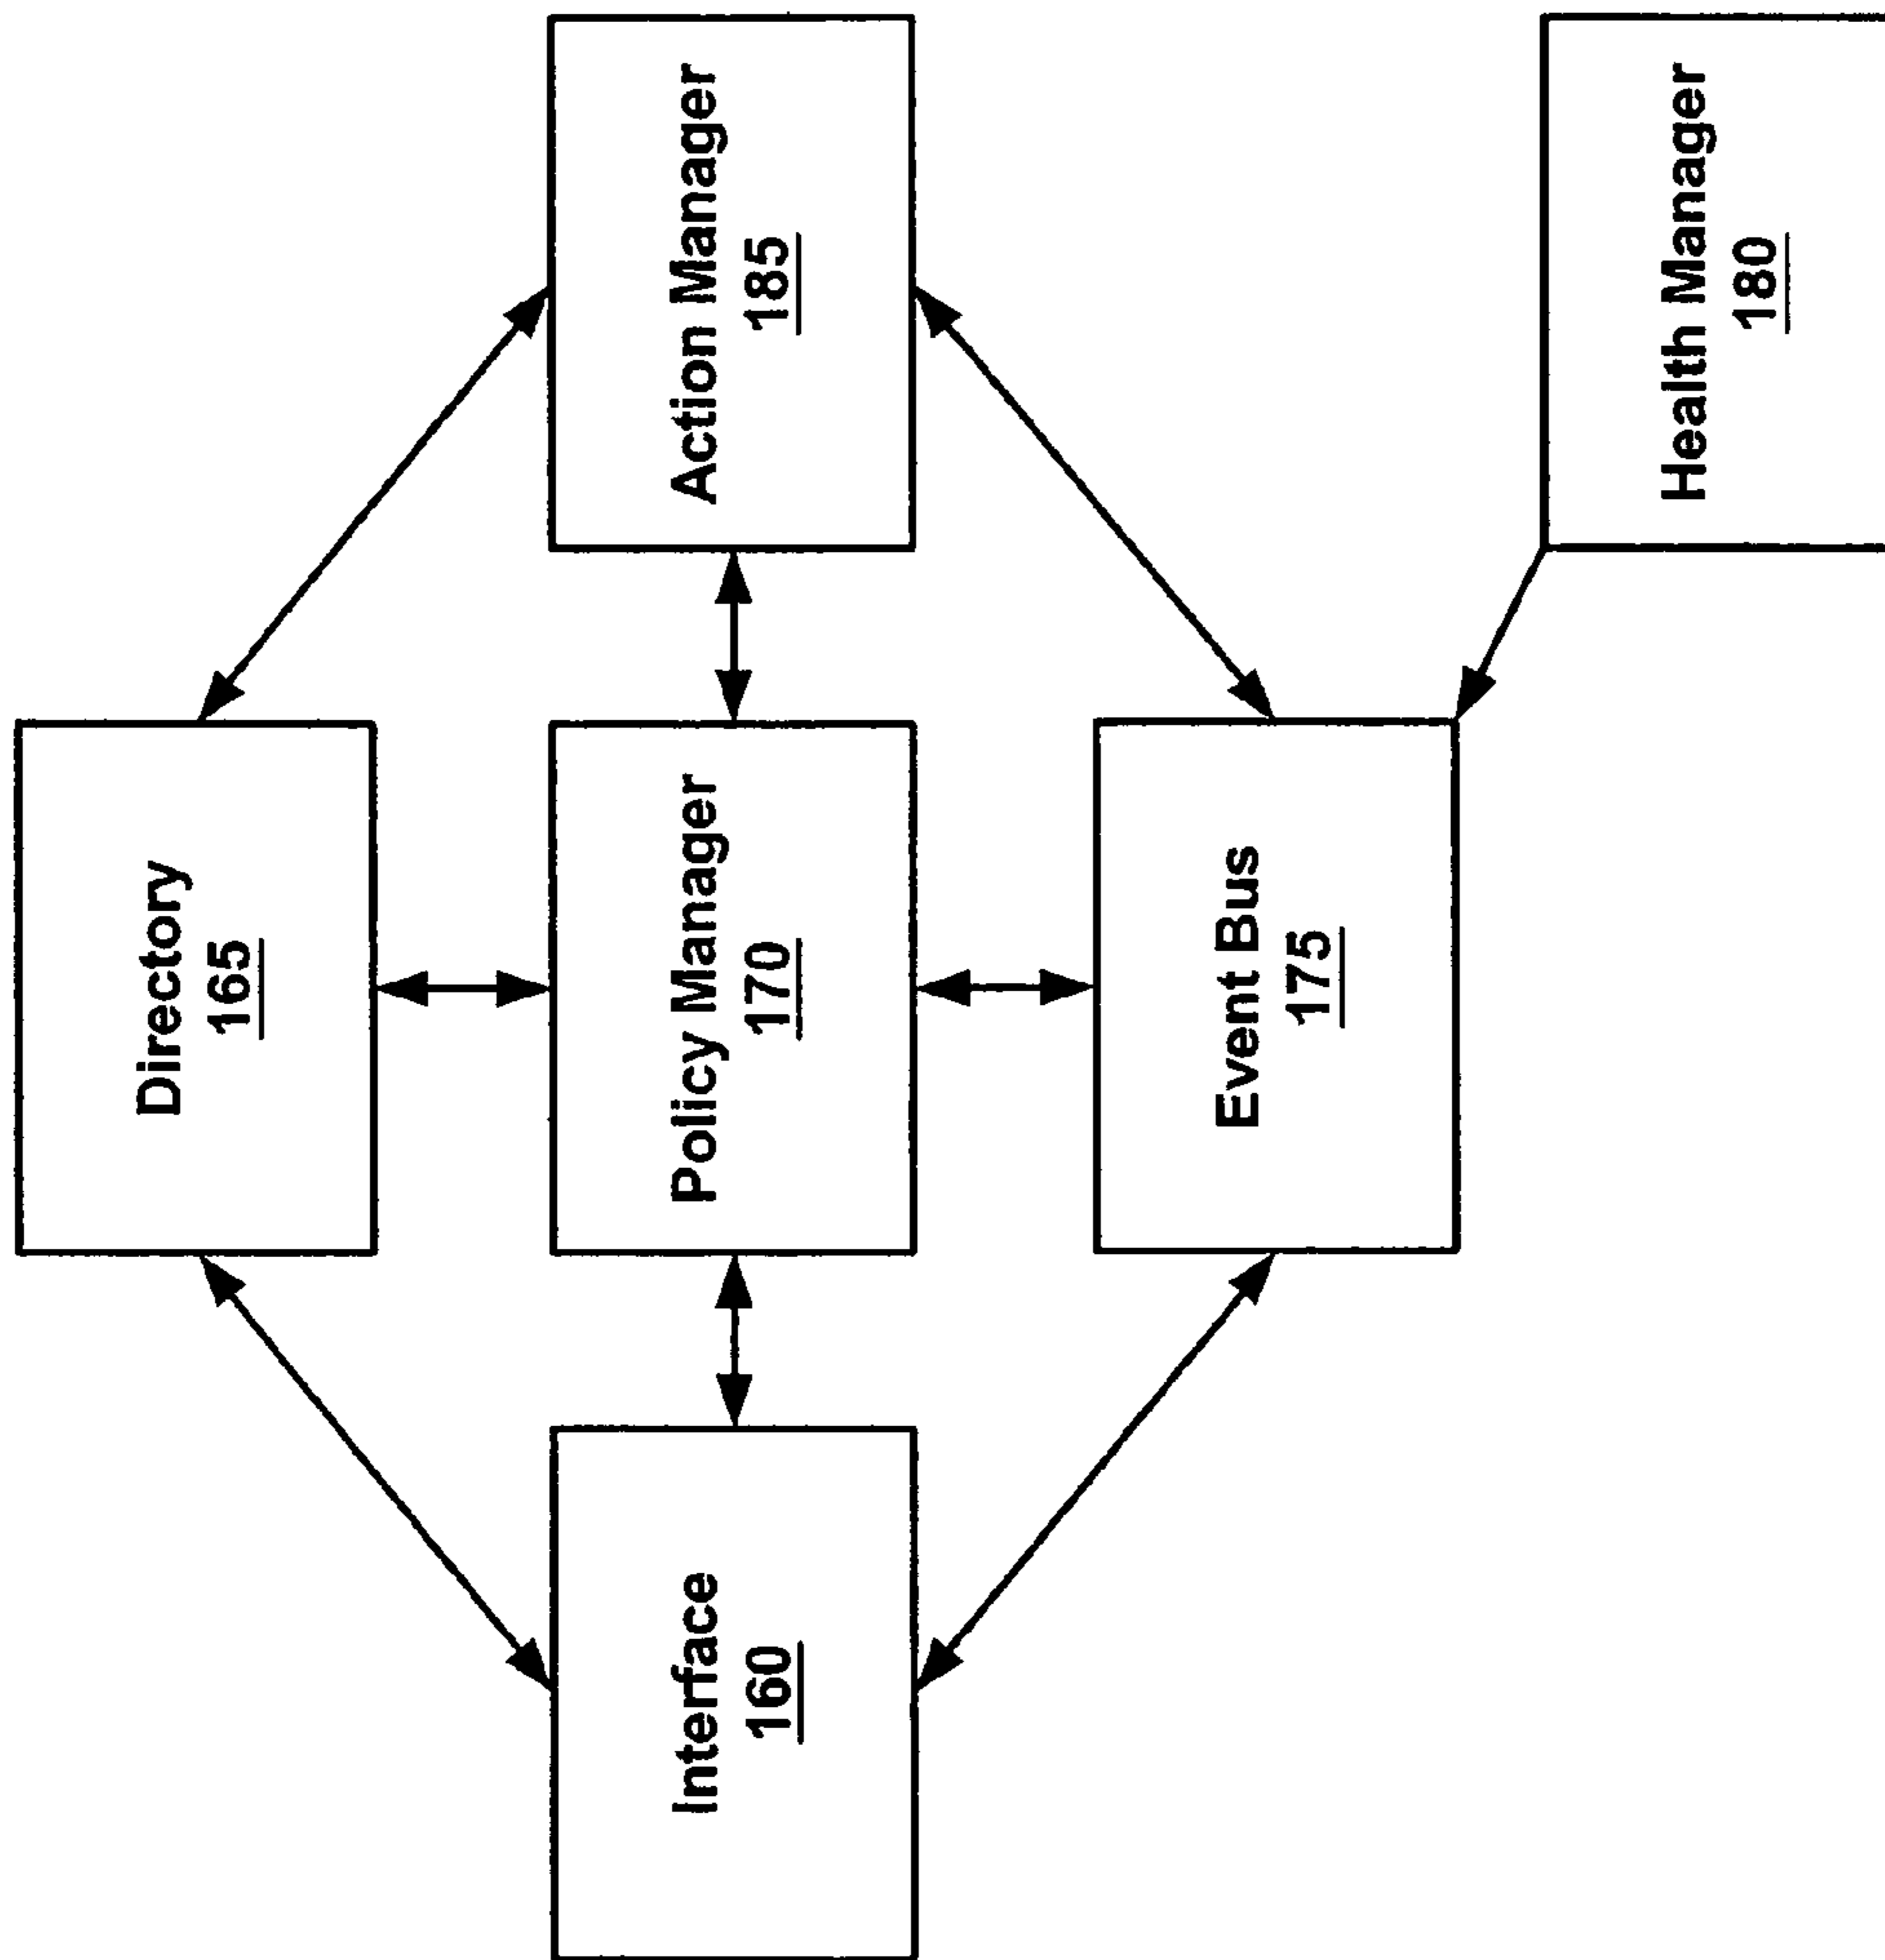 Directory
165
Interface
160
Policy Manager
170
Action Manager
185
Event Bus
175
Health Manager
180